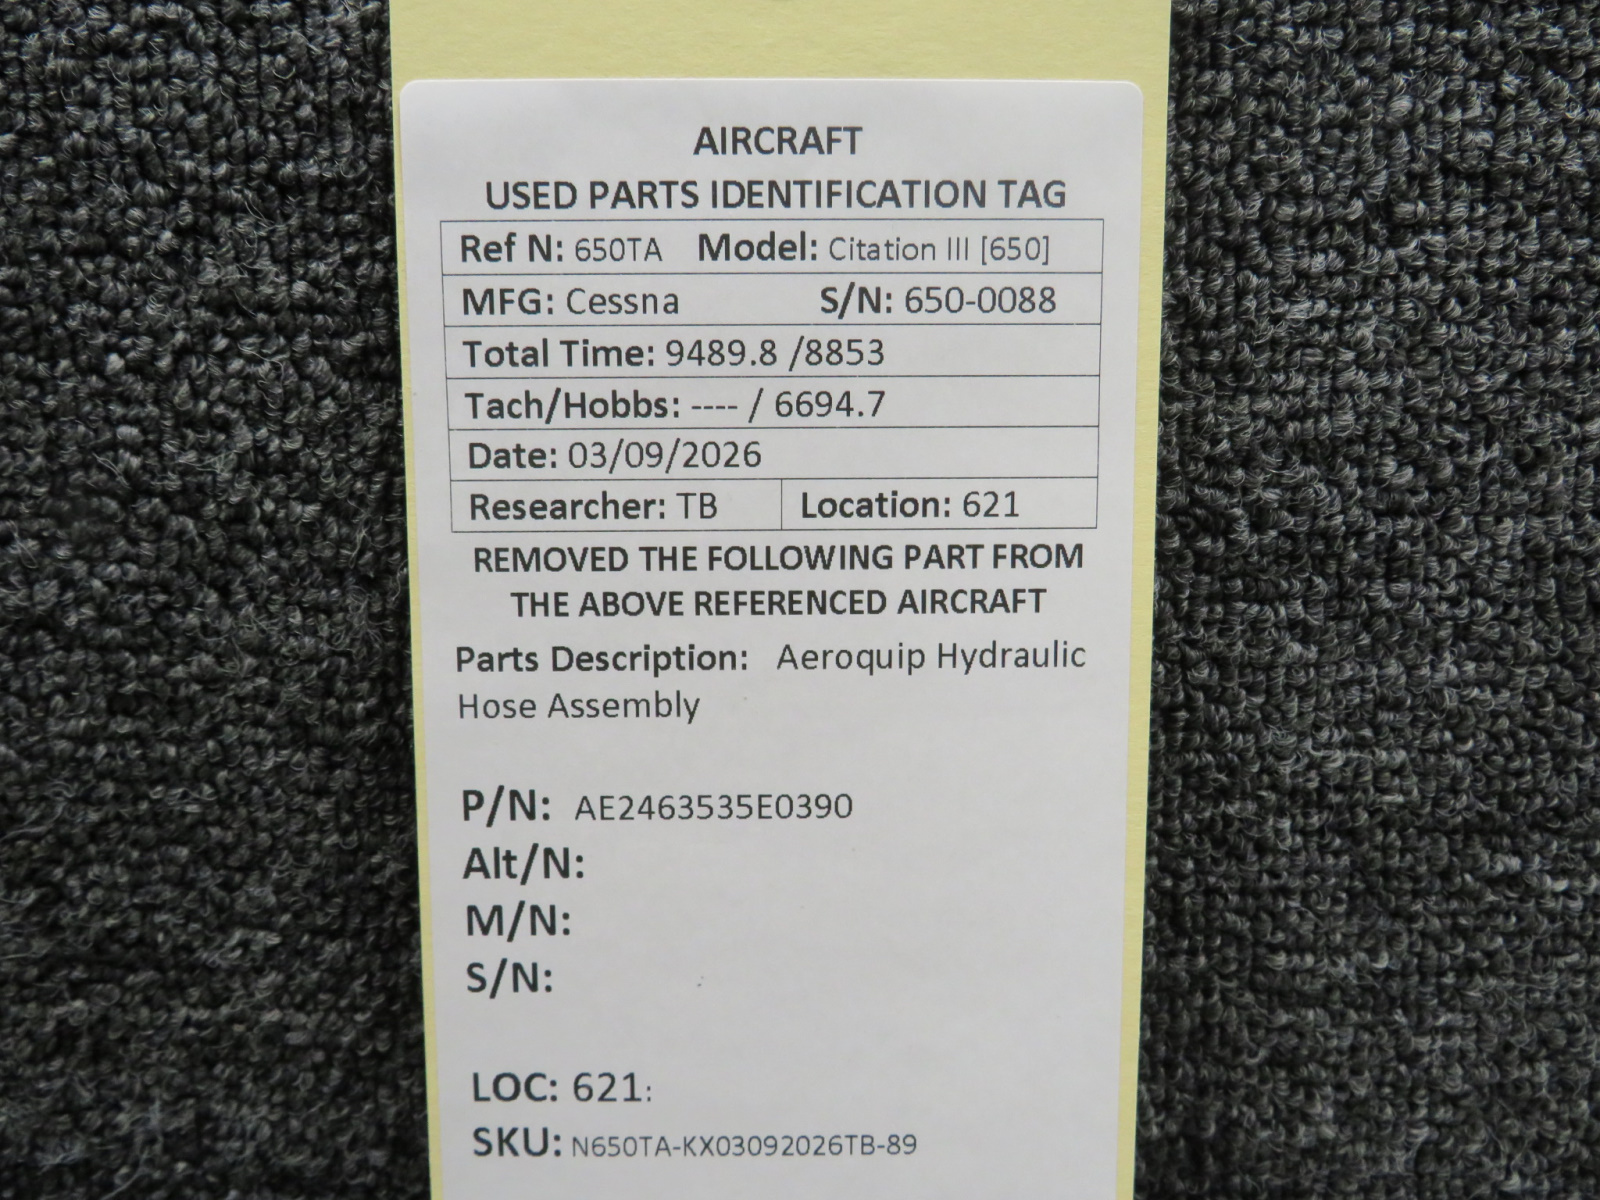 AIRCRAFT
USED PARTS IDENTIFICATION TAG
Ref N: 650TA Model: Citation III [650]
MFG: Cessna S/N: 650-0088
Total Time: 9489.8 /8853
Tach/Hobbs: ---- / 6694.7
Date: 03/09/2026
Researcher: TB Location: 621
REMOVED THE FOLLOWING PART FROM
THE ABOVE REFERENCED AIRCRAFT
Parts Description: Aeroquip Hydraulic
Hose Assembly
P/N: AE2463535E0390
Alt/N:
M/N:
S/N:
LOC: 621:
SKU: N650TA-KX03092026TB-89